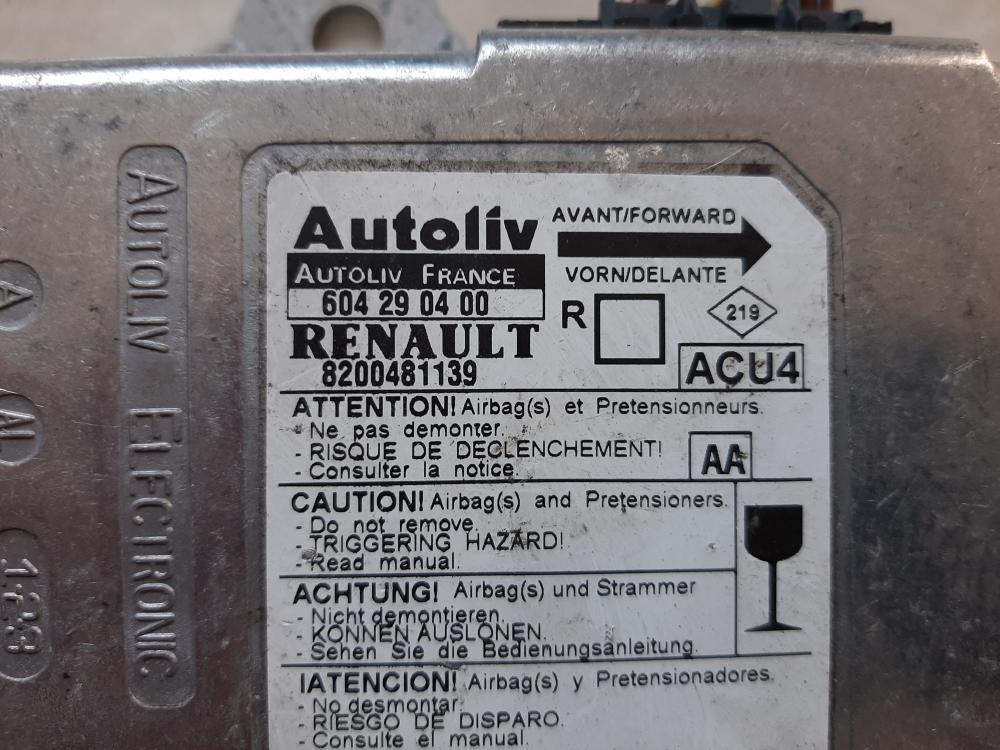 Autoliv
AUTOLIV FRANCE
604 29 04 00
RENAULT
8200481139
AVANT/FORWARD
VORN/DELANTE
R
219
ACU4
ATTENTION! Airbag(s) et Pretensionneurs.
- Ne pas demonter.
- RISQUE DE DECLENCHEMENT!
- Consulter la notice.
AA
CAUTION! Airbag(s) and Pretensioners.
- Do not remove.
- TRIGGERING HAZARD!
- Read manual.
ACHTUNG! Airbag(s) und Strammer
- Nicht demontieren.
- KONNEN AUSLONEN.
- Sehen Sie die Bedienungsanleitung.
IATENCION! Airbag(s) y Pretensionadores.
- No desmontar.
- RIESGO DE DISPARO.
- Consulte el manual.
AUTOLIV ELECTRONIC
A